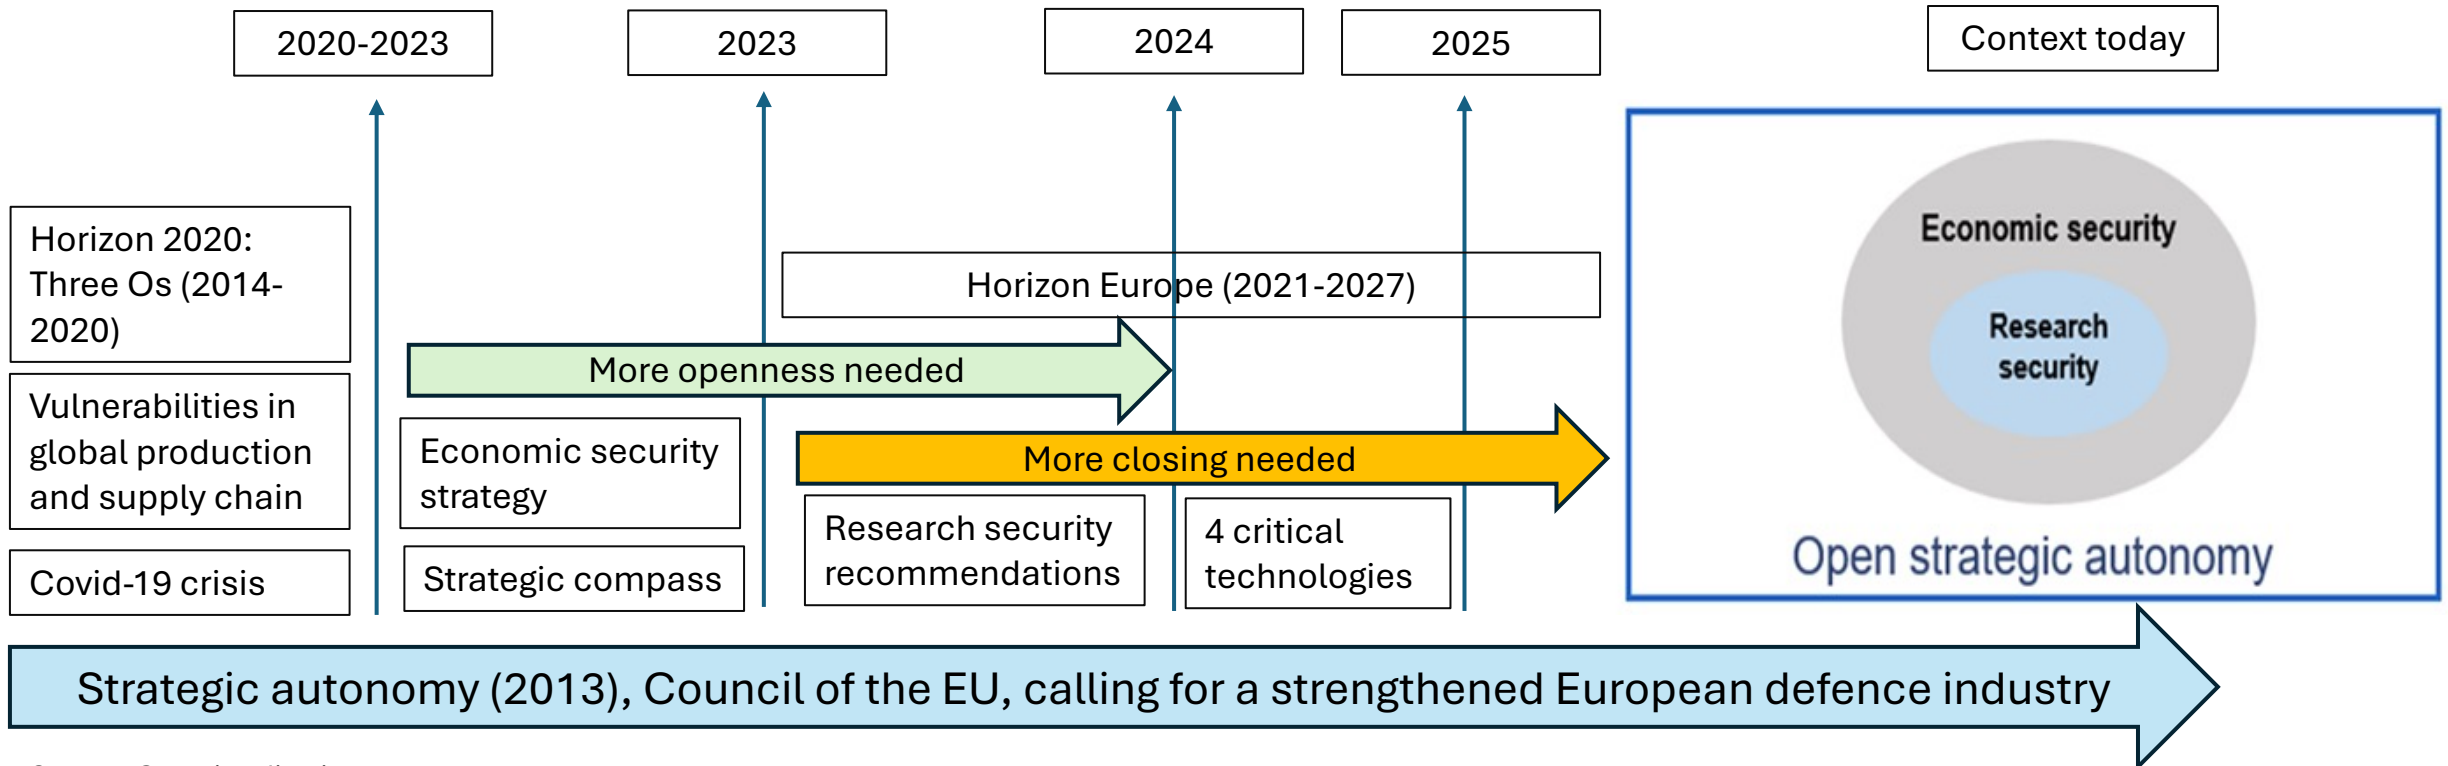 2020-2023
2023
2024
2025
Context today
Horizon 2020:
Three Os (2014-
2020)
Vulnerabilities in
global production
and supply chain
Covid-19 crisis
Horizon Europe (2021-2027)
More openness needed
Economic security
strategy
Strategic compass
More closing needed
Research security
recommendations
4 critical
technologies
Economic security
Research
security
Open strategic autonomy
Strategic autonomy (2013), Council of the EU, calling for a strengthened European defence industry